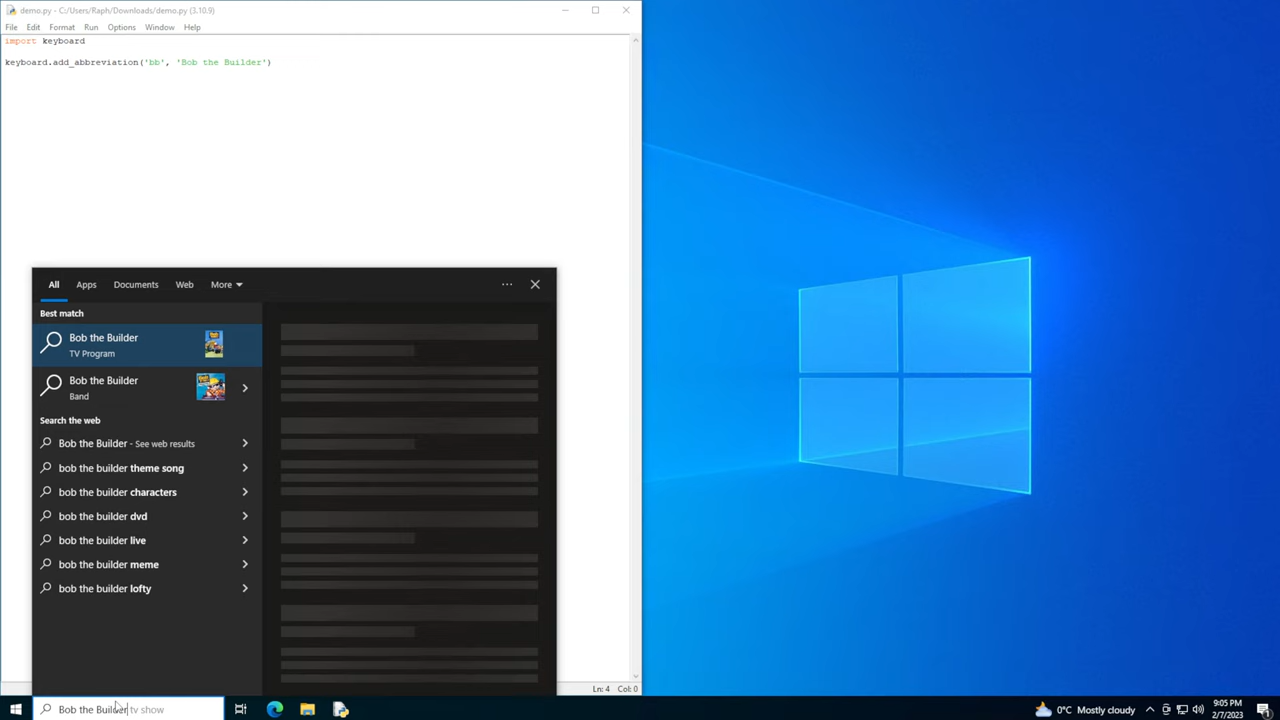 demo.py - C:/Users/Raph/Downloads/demo.py (3.10.9)
File Edit Format Run Options Window Help
import keyboard
keyboard.add_abbreviation('bb', 'Bob the Builder')
All Apps Documents Web More
Best match
Bob the Builder
TV Program
Bob the Builder
Band
Search the web
Bob the Builder - See web results
bob the builder theme song
bob the builder characters
bob the builder dvd
bob the builder live
bob the builder meme
bob the builder lofty
Ln: 4 Col: 0
Bob the Builder tv show
0°C Mostly cloudy
9:05 PM
2/7/2023
1